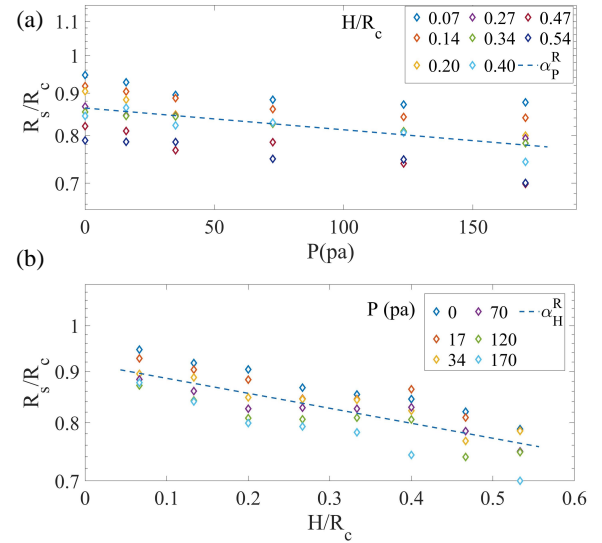 (a)
H/R_c
0.07 0.27 0.47
0.14 0.34 0.54
0.20 0.40 α_P^R
R_s/R_c
1.1
1
0.9
0.8
0.7
0 50 100 150
P(pa)
(b)
P (pa)
0 70 α_H^R
17 120
34 170
R_s/R_c
1
0.9
0.8
0.7
0 0.1 0.2 0.3 0.4 0.5 0.6
H/R_c